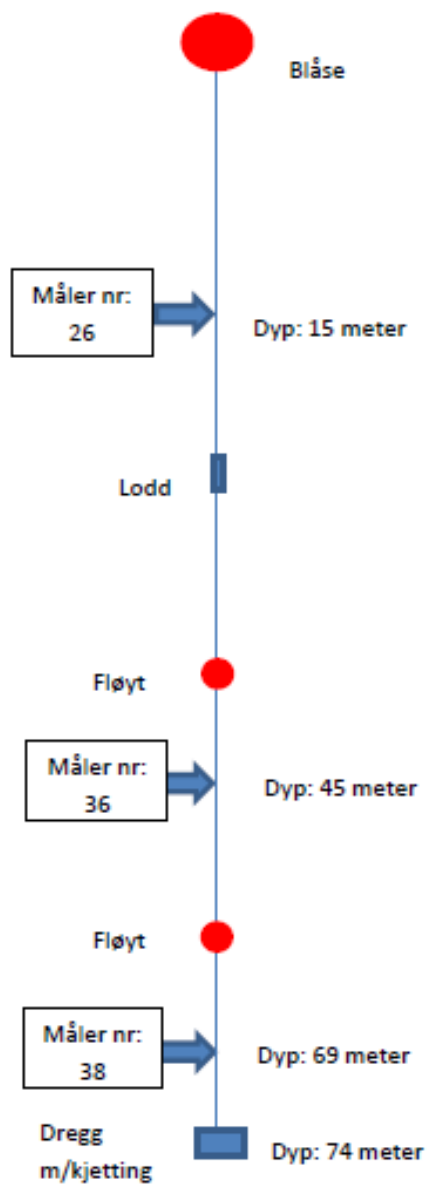 Blåse
Måler nr:
26
Dyp: 15 meter
Lodd
Fløyt
Måler nr:
36
Dyp: 45 meter
Fløyt
Måler nr:
38
Dyp: 69 meter
Dregg
m/kjetting
Dyp: 74 meter